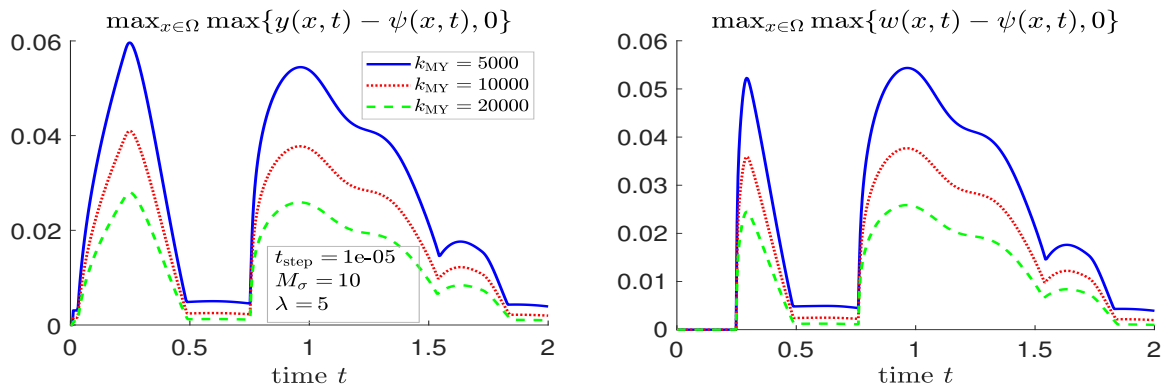 max_{x∈Ω} max{y(x, t) − ψ(x, t), 0}
0.06
0.04
0.02
0
0
0.5
1
1.5
2
time t
k_MY = 5000
k_MY = 10000
k_MY = 20000
t_step = 1e-05
M_σ = 10
λ = 5
max_{x∈Ω} max{w(x, t) − ψ(x, t), 0}
0.06
0.05
0.04
0.03
0.02
0.01
0
0
0.5
1
1.5
2
time t